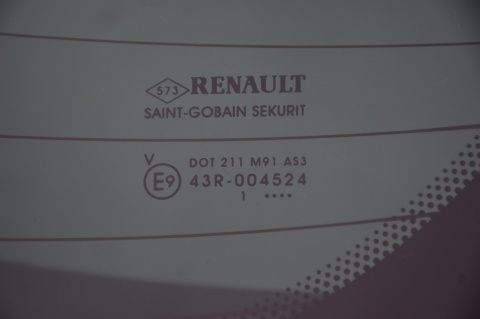 573 RENAULT
SAINT-GOBAIN SEKURIT
V DOT 211 M91 AS3
E9 43R-004524
1 ••••